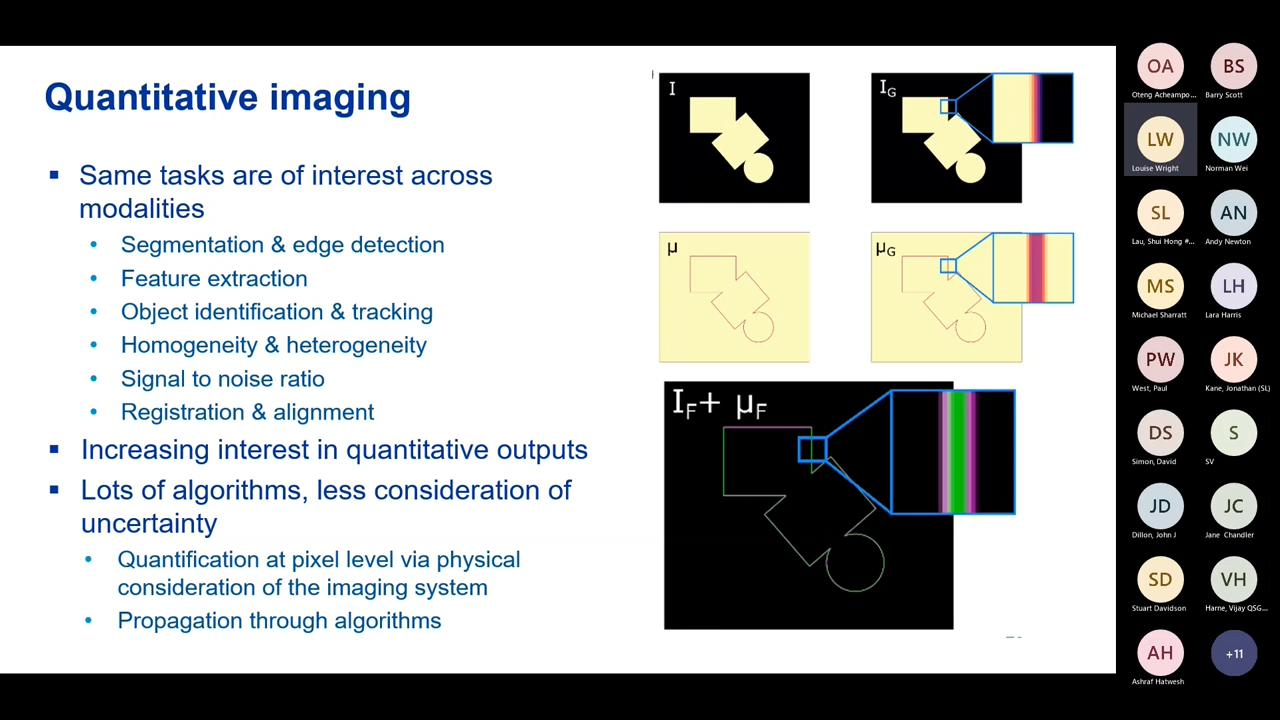 Quantitative imaging
▪ Same tasks are of interest across
modalities
• Segmentation & edge detection
• Feature extraction
• Object identification & tracking
• Homogeneity & heterogeneity
• Signal to noise ratio
• Registration & alignment
▪ Increasing interest in quantitative outputs
▪ Lots of algorithms, less consideration of
uncertainty
• Quantification at pixel level via physical
consideration of the imaging system
• Propagation through algorithms
I
I_G
μ
μ_G
I_F+ μ_F
OA
Oteng Acheampo...
BS
Barry Scott
LW
Louise Wright
NW
Norman Wei
SL
Lau, Shui Hong #...
AN
Andy Newton
MS
Michael Sharratt
LH
Lara Harris
PW
West, Paul
JK
Kane, Jonathan (SL)
DS
Simon, David
S
SV
JD
Dillon, John J
JC
Jane Chandler
SD
Stuart Davidson
VH
Harne, Vijay QSG...
AH
Ashraf Hatwesh
+11